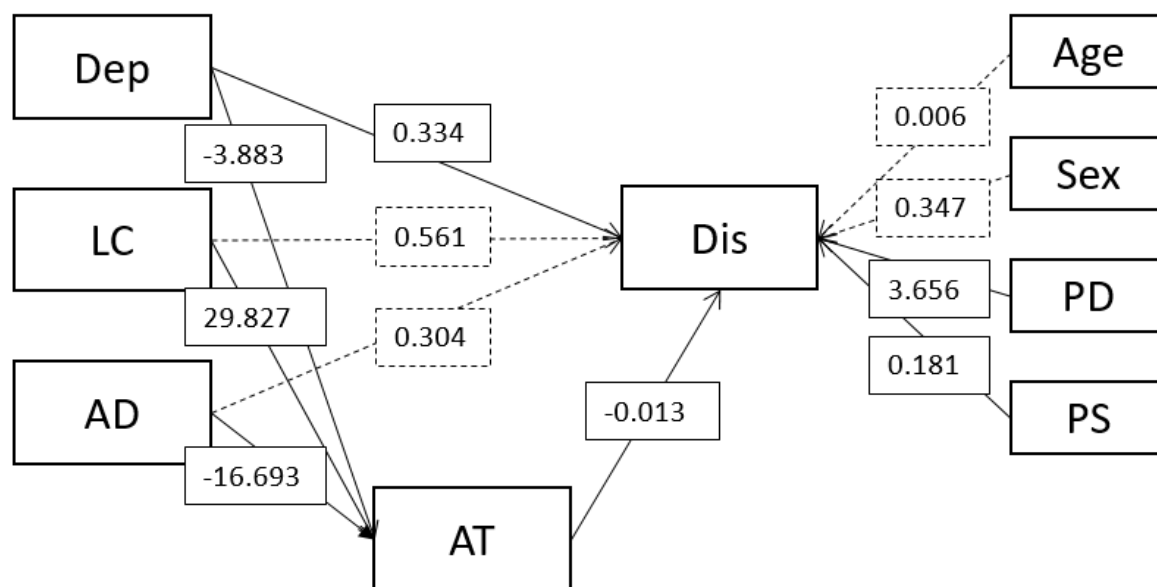 Dep
Age
0.334
0.006
-3.883
Sex
LC
0.347
0.561
Dis
PD
3.656
29.827
0.304
0.181
AD
PS
-0.013
-16.693
AT